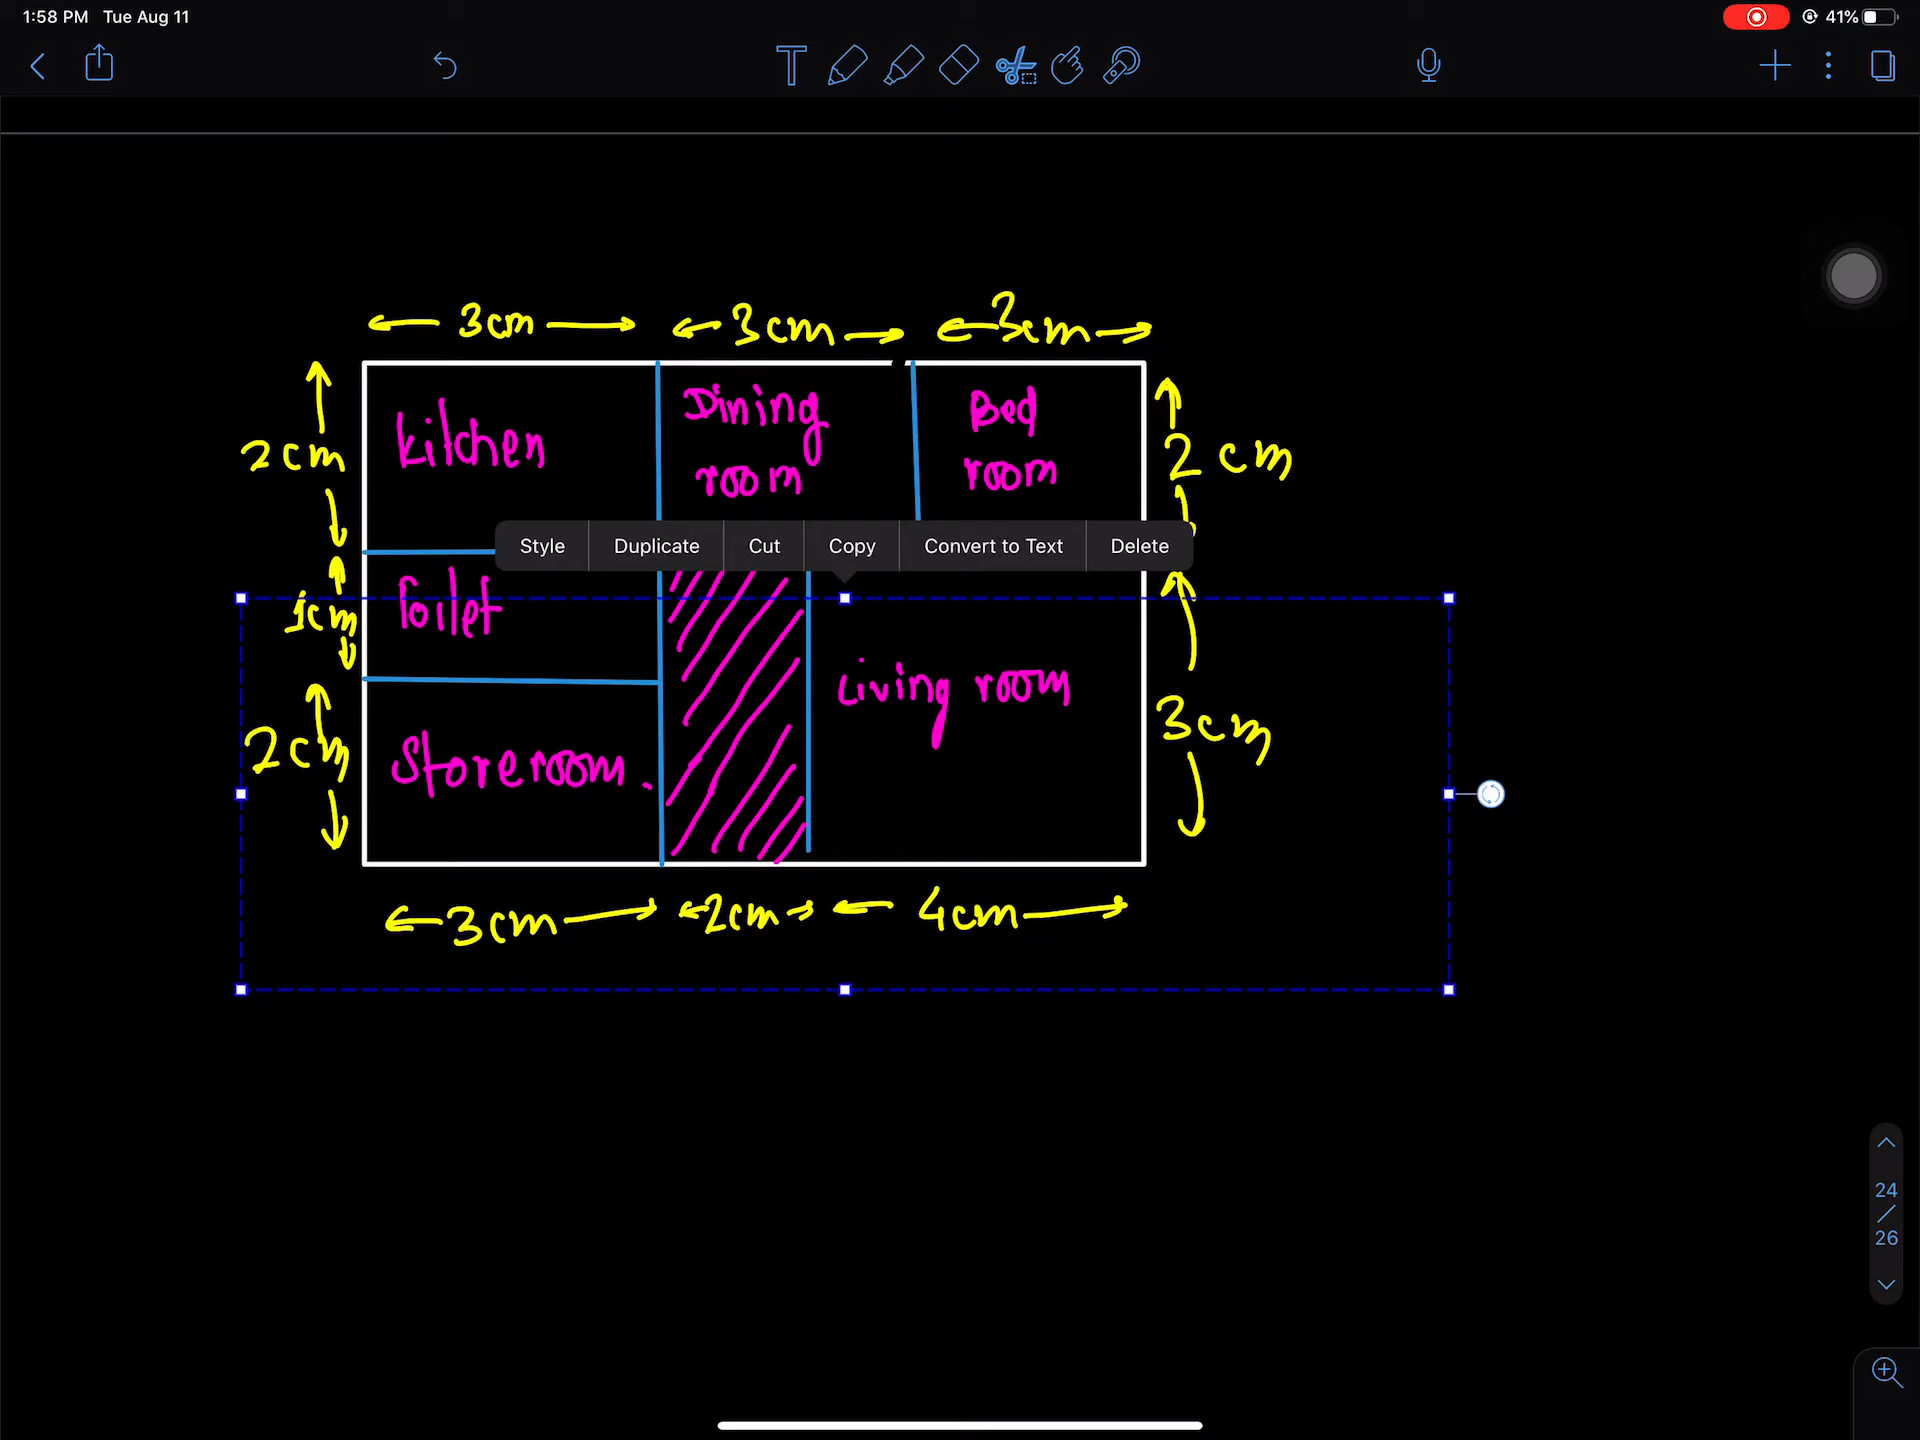 1:58 PM Tue Aug 11
41%
3cm 3cm 3cm
kitchen
Dining
room
Bed
room
2cm
2 cm
Style Duplicate Cut Copy Convert to Text Delete
Toilet
1cm
Living room
2cm
Storeroom.
3cm
3cm 2cm 4cm
24
/
26